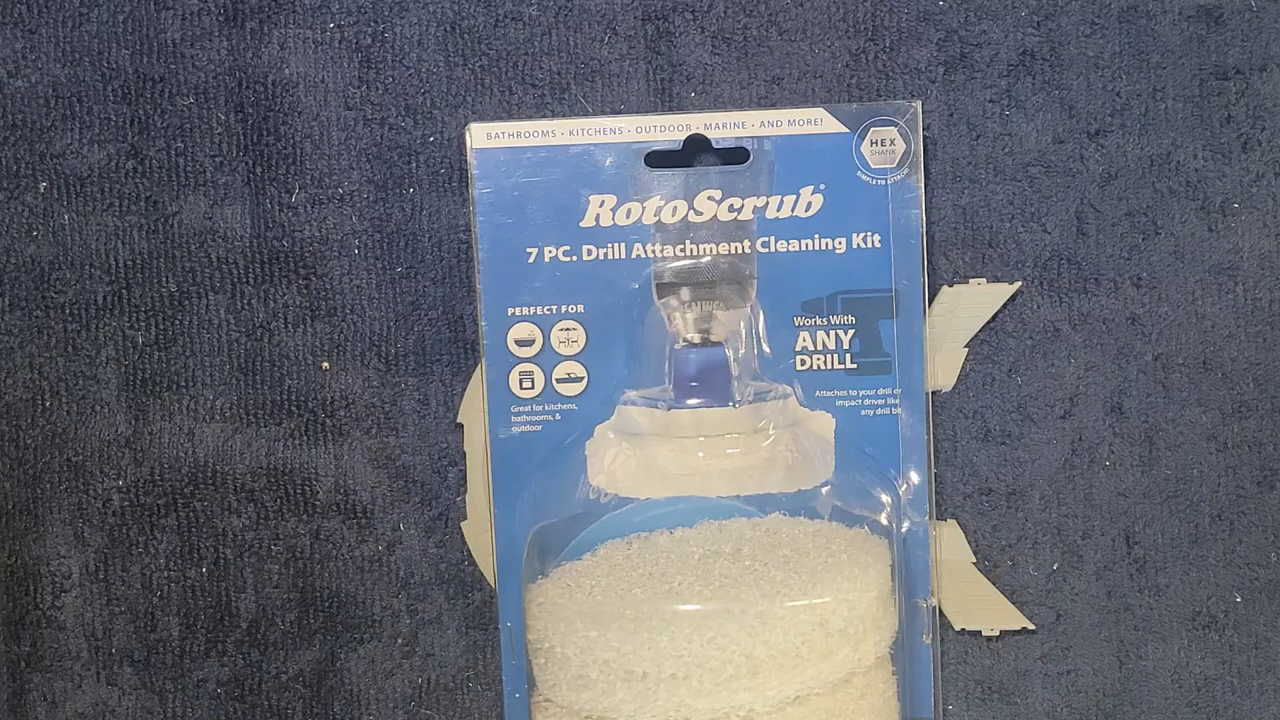 BATHROOMS • KITCHENS • OUTDOOR • MARINE • AND MORE!
HEX
SHANK
SIMPLE TO ATTACH
RotoScrub®
7 PC. Drill Attachment Cleaning Kit
PERFECT FOR
Great for kitchens,
bathrooms, &
outdoor
Works With
ANY
DRILL
Attaches to your drill or
impact driver like
any drill bit